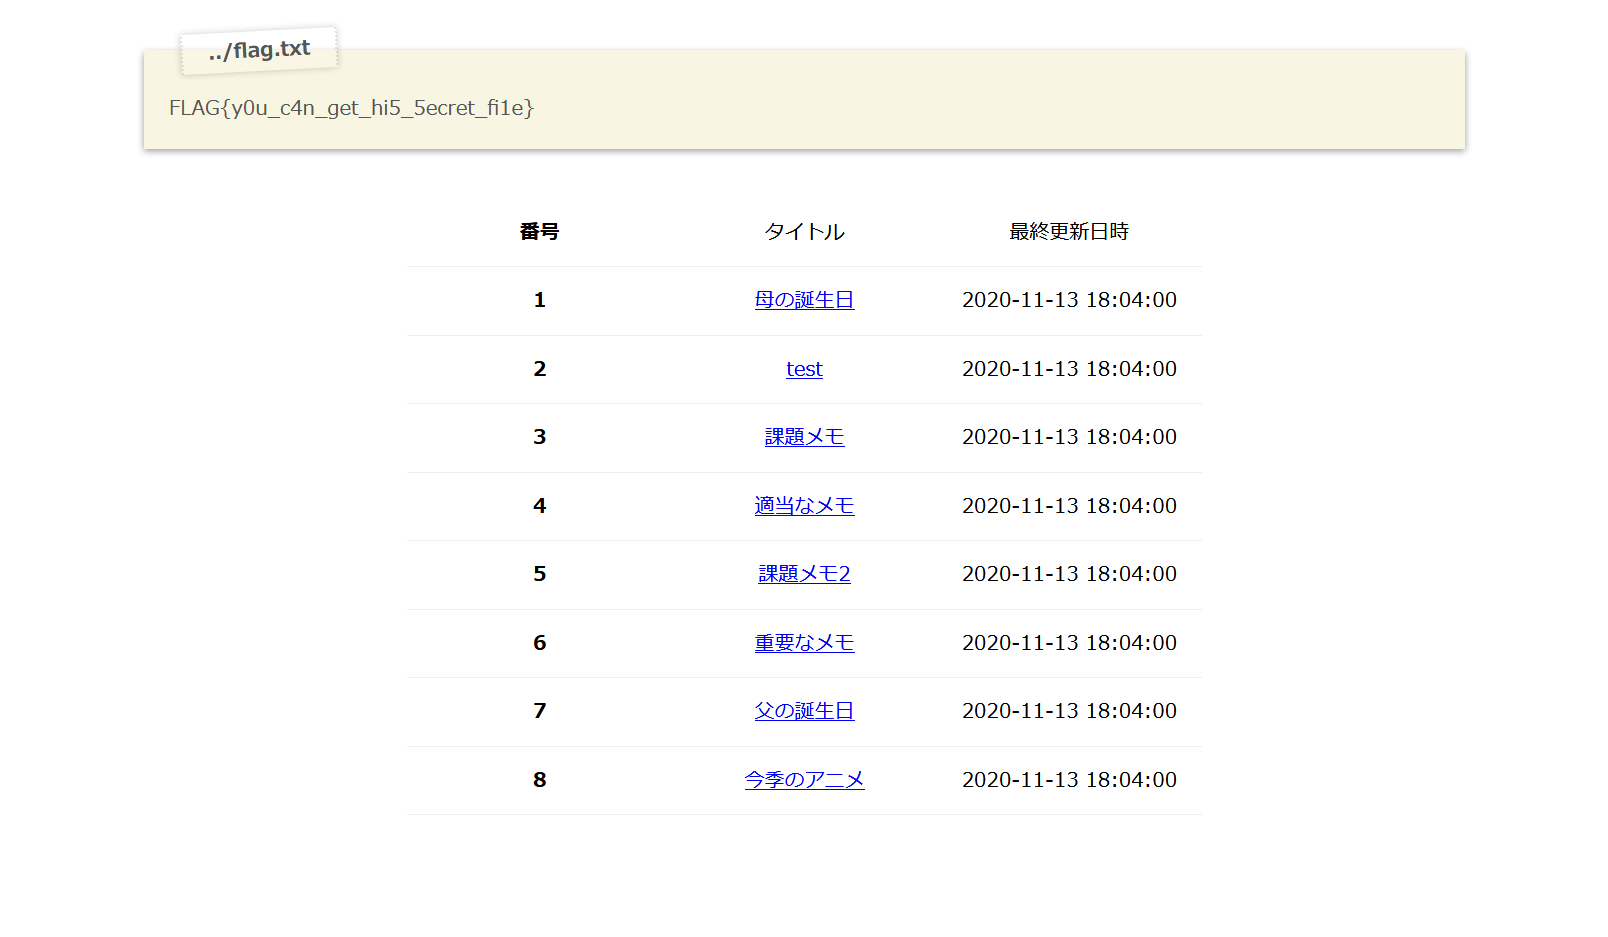 ../flag.txt
FLAG{y0u_c4n_get_hi5_5ecret_fi1e}
番号 タイトル 最終更新日時
1 母の誕生日 2020-11-13 18:04:00
2 test 2020-11-13 18:04:00
3 課題メモ 2020-11-13 18:04:00
4 適当なメモ 2020-11-13 18:04:00
5 課題メモ2 2020-11-13 18:04:00
6 重要なメモ 2020-11-13 18:04:00
7 父の誕生日 2020-11-13 18:04:00
8 今季のアニメ 2020-11-13 18:04:00